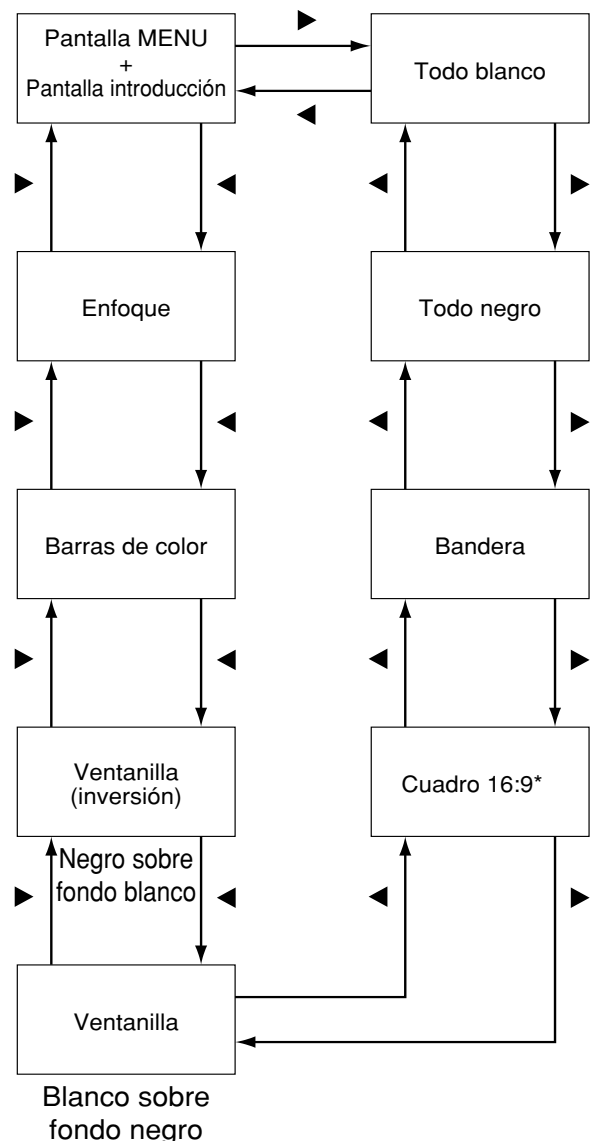 Pantalla MENU
+
Pantalla introducción
Todo blanco
Enfoque
Todo negro
Barras de color
Bandera
Ventanilla
(inversión)
Cuadro 16:9*
Negro sobre
fondo blanco
Ventanilla
Blanco sobre
fondo negro